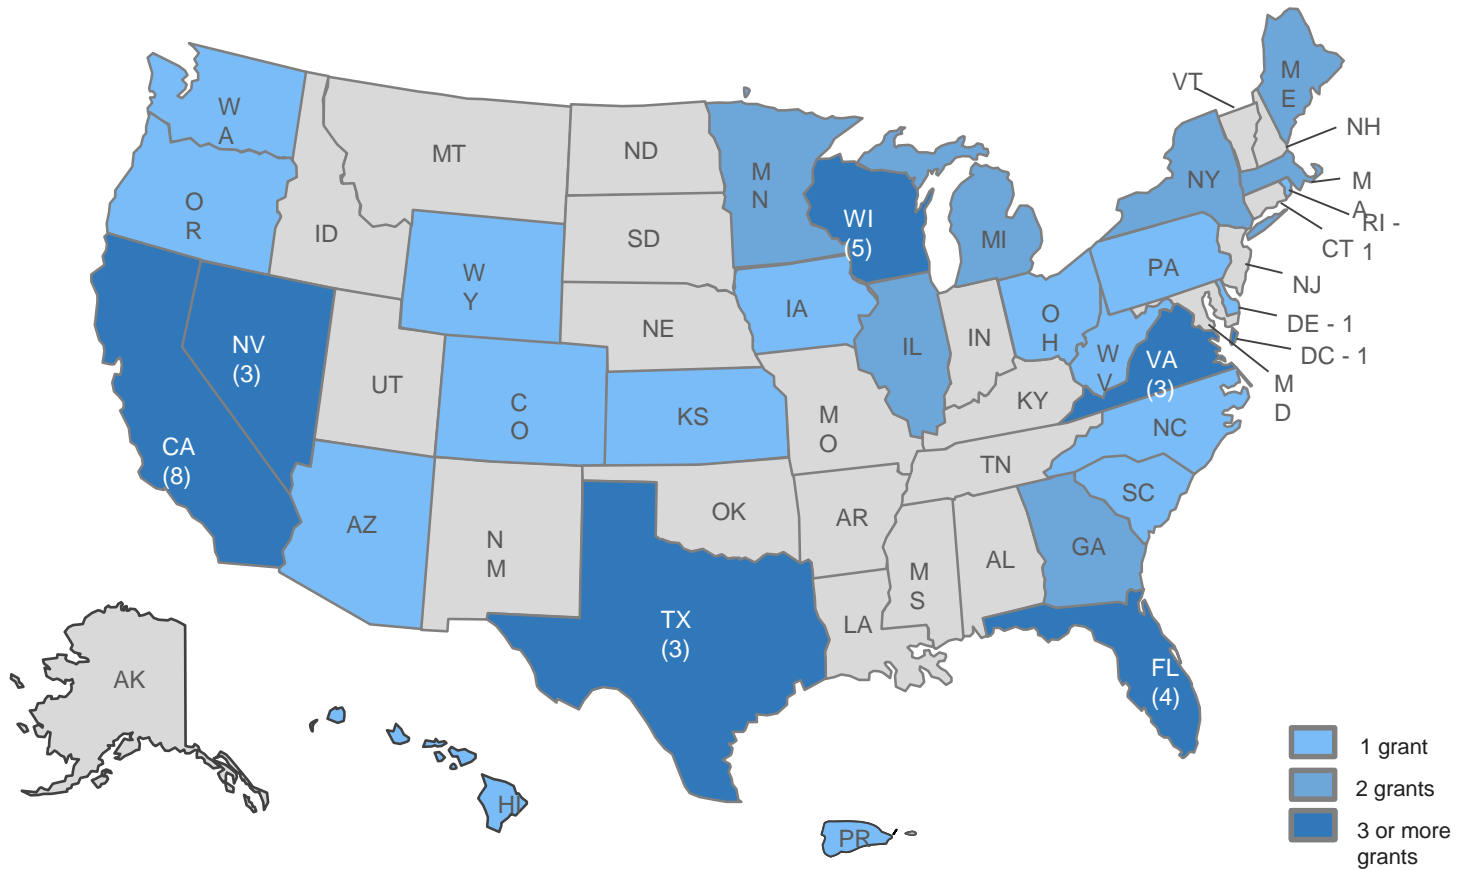 W
A
O
R
CA
(8)
NV
(3)
ID
MT
W
Y
UT
AZ
C
O
N
M
ND
SD
NE
KS
OK
TX
(3)
M
N
IA
M
O
AR
LA
WI
(5)
IL
MI
IN
O
H
KY
TN
M
S
AL
GA
FL
(4)
SC
NC
VA
(3)
W
V
PA
NY
VT
M
E
NH
M
A
RI -
1
CT
NJ
DE - 1
DC - 1
M
D
AK
HI
PR
1 grant
2 grants
3 or more
grants